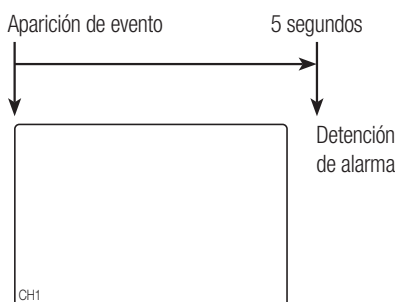 Aparición de evento
5 segundos
Detención
de alarma
CH1